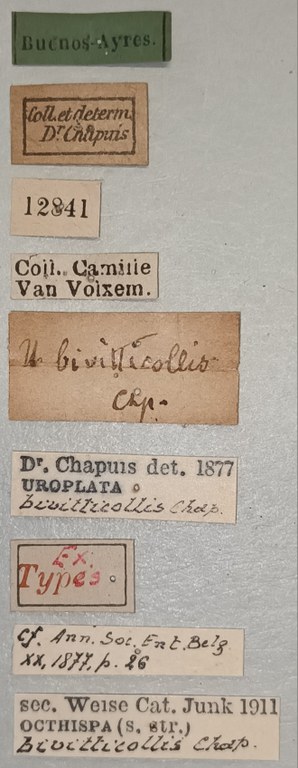 Buenos-Ayres.
Coll. et determ.
Dr. Chapuis
12841
Coll. Camille
Van Volxem.
U bivitticollis
Chp.
Dr. Chapuis det. 1877
UROPLATA
bivitticollis Chap.
Ex.
Types.
cf. Ann. Soc. Ent. Belg.
XX, 1877, p. 26
sec. Weise Cat. Junk 1911
OCTHISPA (s. str.)
bivitticollis Chap.